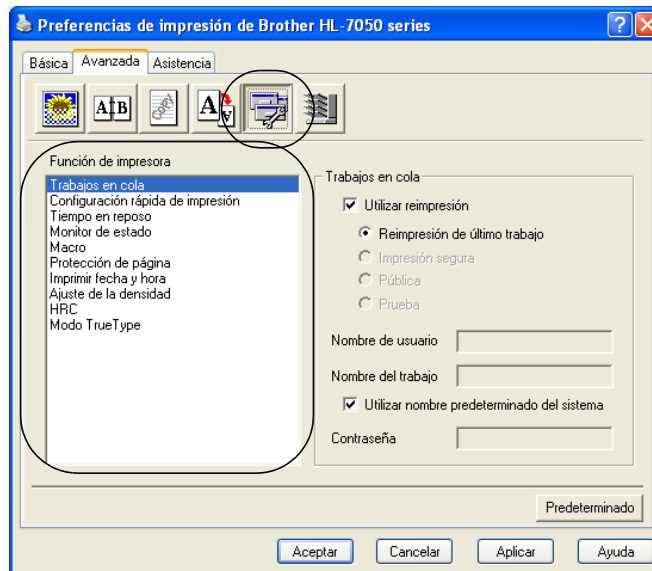 Preferencias de impresión de Brother HL-7050 series
Básica Avanzada Asistencia
A B
Función de impresora
Trabajos en cola
Configuración rápida de impresión
Tiempo en reposo
Monitor de estado
Macro
Protección de página
Imprimir fecha y hora
Ajuste de la densidad
HRC
Modo TrueType
Trabajos en cola
Utilizar reimpresión
Reimpresión de último trabajo
Impresión segura
Pública
Prueba
Nombre de usuario
Nombre del trabajo
Utilizar nombre predeterminado del sistema
Contraseña
Predeterminado
Aceptar Cancelar Aplicar Ayuda